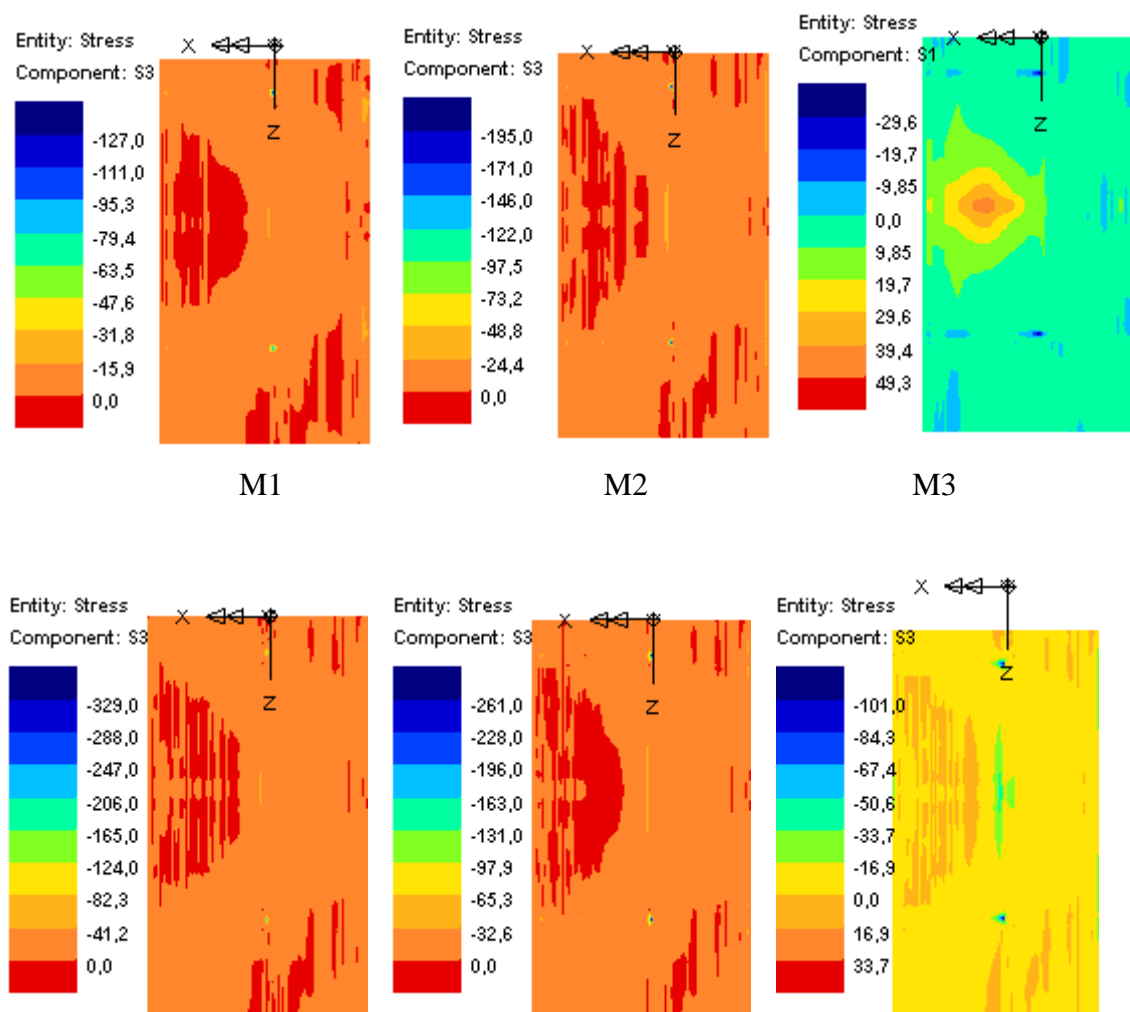 Entity: Stress
Component: S3
-127,0
-111,0
-95,3
-79,4
-63,5
-47,6
-31,8
-15,9
0,0
X
Z
M1
Entity: Stress
Component: S3
-195,0
-171,0
-146,0
-122,0
-97,5
-73,2
-48,8
-24,4
0,0
X
Z
M2
Entity: Stress
Component: S1
-29,6
-19,7
-9,85
0,0
9,85
19,7
29,6
39,4
49,3
X
Z
M3
Entity: Stress
Component: S3
-329,0
-288,0
-247,0
-206,0
-165,0
-124,0
-82,3
-41,2
0,0
X
Z
Entity: Stress
Component: S3
-261,0
-228,0
-196,0
-163,0
-131,0
-97,9
-65,3
-32,6
0,0
X
Z
Entity: Stress
Component: S3
-101,0
-84,3
-67,4
-50,6
-33,7
-16,9
0,0
16,9
33,7
X
Z